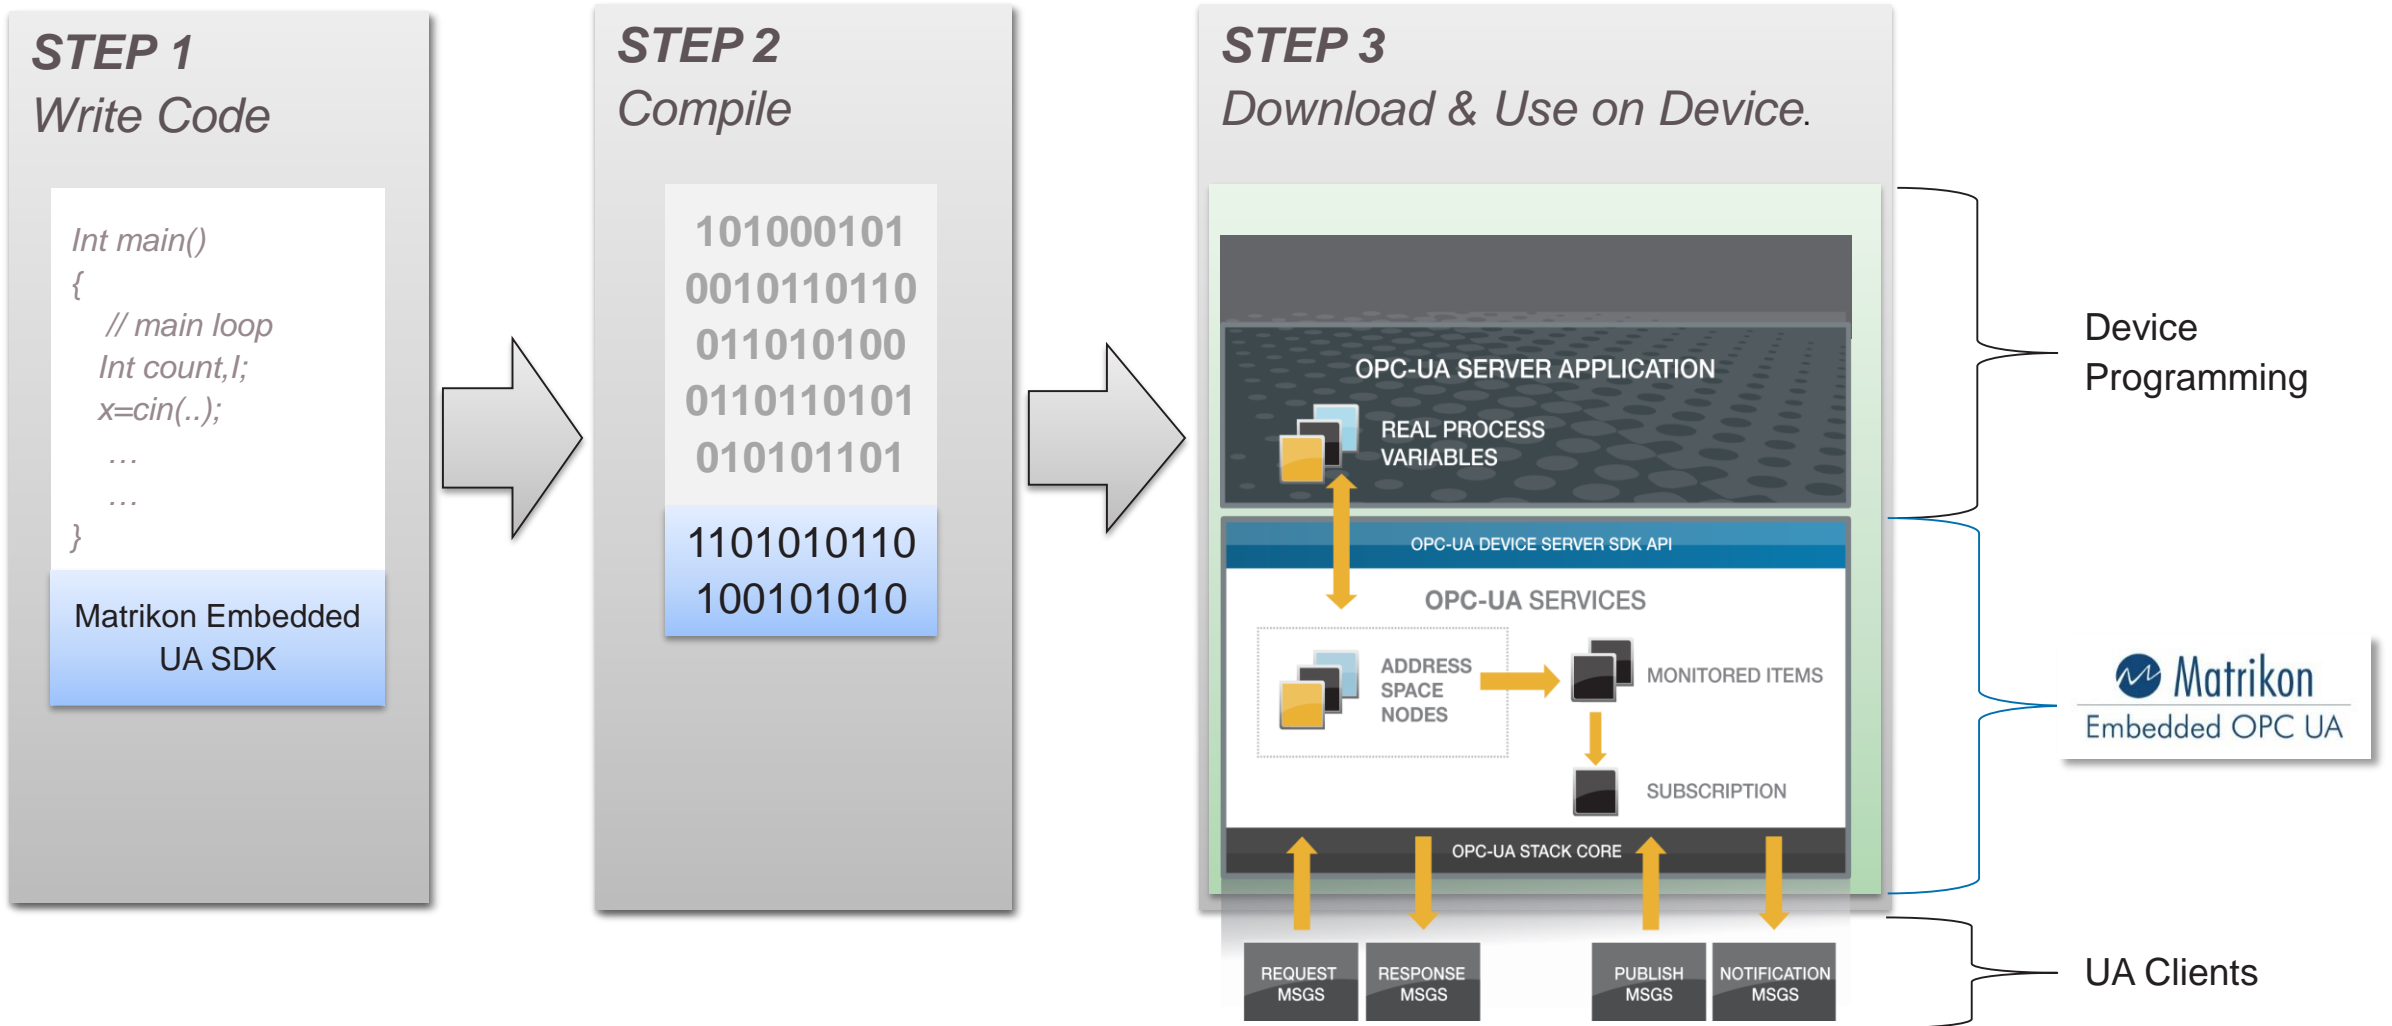 STEP 1
Write Code
Int main()
{
// main loop
Int count,I;
x=cin(..);
…
…
}
Matrikon Embedded
UA SDK
STEP 2
Compile
101000101
0010110110
011010100
0110110101
010101101
1101010110
100101010
STEP 3
Download & Use on Device.
OPC-UA SERVER APPLICATION
REAL PROCESS
VARIABLES
OPC-UA DEVICE SERVER SDK API
OPC-UA SERVICES
ADDRESS
SPACE
NODES
MONITORED ITEMS
SUBSCRIPTION
OPC-UA STACK CORE
REQUEST
MSGS
RESPONSE
MSGS
PUBLISH
MSGS
NOTIFICATION
MSGS
Device
Programming
Matrikon
Embedded OPC UA
UA Clients